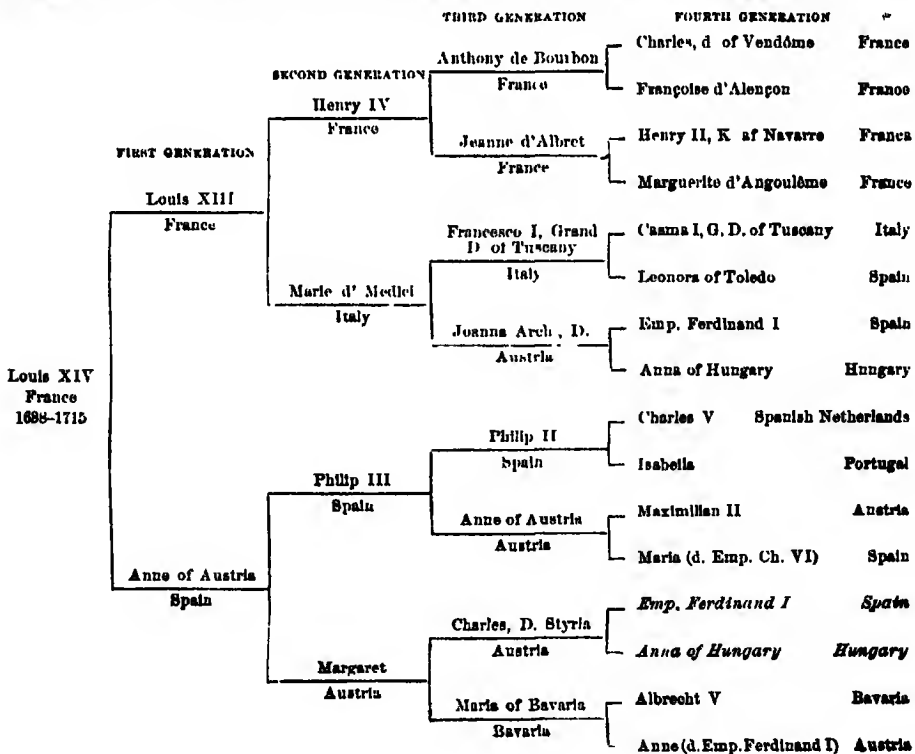 THIRD GENERATION FOURTH GENERATION
Charles, d of Vendôme France
Anthony de Bourbon
SECOND GENERATION
France
Françoise d'Alençon Franoe
Henry IV
France
Henry II, K af Navarre Franca
Jeanne d'Albret
FIRST GENERATION
France
Marguerite d'Angoulême France
Louis XIII
France
Francesco I, Grand
D. of Tuscany
Italy
Casma I, G. D. of Tuscany Italy
Leonora of Toledo Spain
Marie d' Medici
Italy
Joanna Arch, D.
Austria
Emp. Ferdinand I Spain
Anna of Hungary Hungary
Louis XIV
France
1688-1715
Charles V Spanish Netherlands
Philip II
Spain
Isabella Portugal
Philip III
Spain
Maximilian II Austria
Anne of Austria
Austria
Maria (d. Emp. Ch. VI) Spain
Anne of Austria
Spain
Emp. Ferdinand I Spain
Charles, D. Styria
Austria
Anna of Hungary Hungary
Margaret
Austria
Maria of Bavaria
Bavaria
Albrecht V Bavaria
Anne (d. Emp. Ferdinand I) Austria